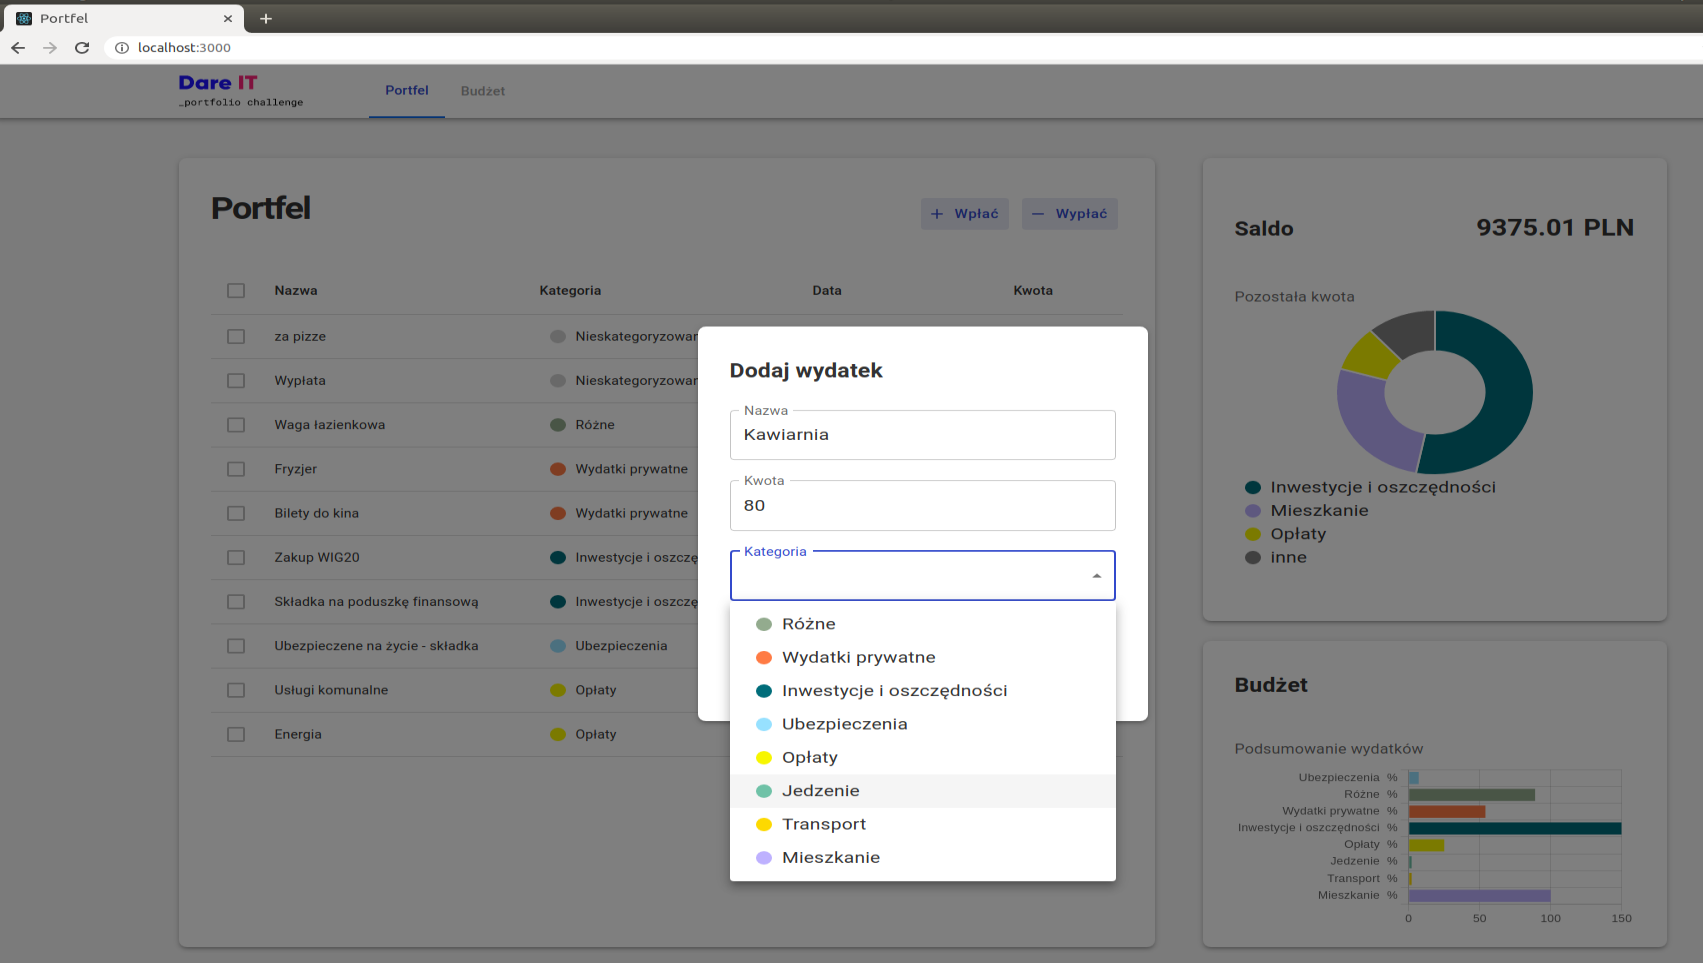 Portfel
localhost:3000
Dare IT
_portfolio challenge
Portfel
Budżet
Portfel
+ Wpłać
— Wypłać
Nazwa Kategoria Data Kwota
za pizze Nieskategoryzowan
Wypłata Nieskategoryzowan
Waga łazienkowa Różne
Fryzjer Wydatki prywatne
Bilety do kina Wydatki prywatne
Zakup WIG20 Inwestycje i oszczę
Składka na poduszkę finansową Inwestycje i oszczę
Ubezpieczene na życie - składka Ubezpieczenia
Usługi komunalne Opłaty
Energia Opłaty
Dodaj wydatek
Nazwa
Kawiarnia
Kwota
80
Kategoria
Różne
Wydatki prywatne
Inwestycje i oszczędności
Ubezpieczenia
Opłaty
Jedzenie
Transport
Mieszkanie
Saldo 9375.01 PLN
Pozostała kwota
Inwestycje i oszczędności
Mieszkanie
Opłaty
inne
Budżet
Podsumowanie wydatków
Ubezpieczenia %
Różne %
Wydatki prywatne %
Inwestycje i oszczędności %
Opłaty %
Jedzenie %
Transport %
Mieszkanie %
0 50 100 150